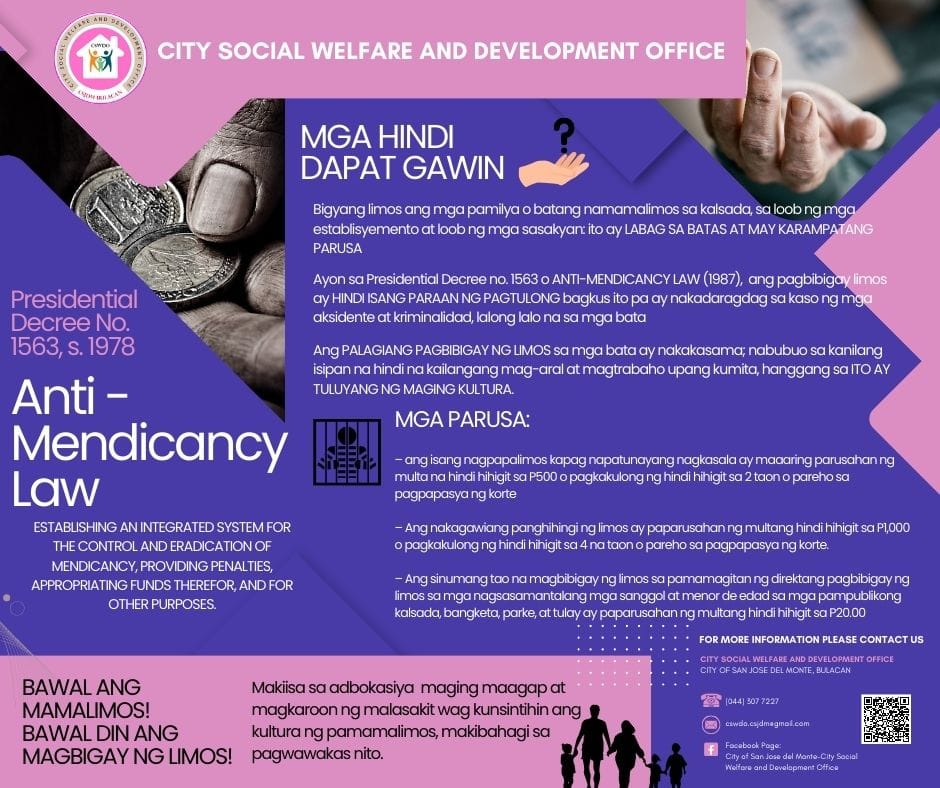 CITY SOCIAL WELFARE AND DEVELOPMENT OFFICE
CITY SOCIAL WELFARE AND DEVELOPMENT OFFICE
CSWDO
CSJDM BULACAN
MGA HINDI
DAPAT GAWIN
?
Bigyang limos ang mga pamilya o batang namamalimos sa kalsada, sa loob ng mga
establisyemento at loob ng mga sasakyan: ito ay LABAG SA BATAS AT MAY KARAMPATANG
PARUSA
Ayon sa Presidential Decree no. 1563 o ANTI-MENDICANCY LAW (1987), ang pagbibigay limos
ay HINDI ISANG PARAAN NG PAGTULONG bagkus ito pa ay nakadaragdag sa kaso ng mga
aksidente at kriminalidad, lalong lalo na sa mga bata
Ang PALAGIANG PAGBIBIGAY NG LIMOS sa mga bata ay nakakasama; nabubuo sa kanilang
isipan na hindi na kailangang mag-aral at magtrabaho upang kumita, hanggang sa ITO AY
TULUYANG NG MAGING KULTURA.
Presidential
Decree No.
1563, s. 1978
Anti -
Mendicancy
Law
ESTABLISHING AN INTEGRATED SYSTEM FOR
THE CONTROL AND ERADICATION OF
MENDICANCY, PROVIDING PENALTIES,
APPROPRIATING FUNDS THEREFOR, AND FOR
OTHER PURPOSES.
MGA PARUSA:
– ang isang nagpapalimos kapag napatunayang nagkasala ay maaaring parusahan ng
multa na hindi hihigit sa P500 o pagkakulong ng hindi hihigit sa 2 taon o pareho sa
pagpapasya ng korte
– Ang nakagawiang panghihingi ng limos ay paparusahan ng multang hindi hihigit sa P1,000
o pagkakulong ng hindi hihigit sa 4 na taon o pareho sa pagpapasya ng korte.
– Ang sinumang tao na magbibigay ng limos sa pamamagitan ng direktang pagbibigay ng
limos sa mga nagsasamantalang mga sanggol at menor de edad sa mga pampublikong
kalsada, bangketa, parke, at tulay ay paparusahan ng multang hindi hihigit sa P20.00
BAWAL ANG
MAMALIMOS!
BAWAL DIN ANG
MAGBIGAY NG LIMOS!
Makiisa sa adbokasiya maging maagap at
magkaroon ng malasakit wag kunsintihin ang
kultura ng pamamalimos, makibahagi sa
pagwawakas nito.
FOR MORE INFORMATION PLEASE CONTACT US
CITY SOCIAL WELFARE AND DEVELOPMENT OFFICE
CITY OF SAN JOSE DEL MONTE, BULACAN
(044) 307 7227
cswdo.csjdm@gmail.com
Facebook Page:
City of San Jose del Monte-City Social
Welfare and Development Office